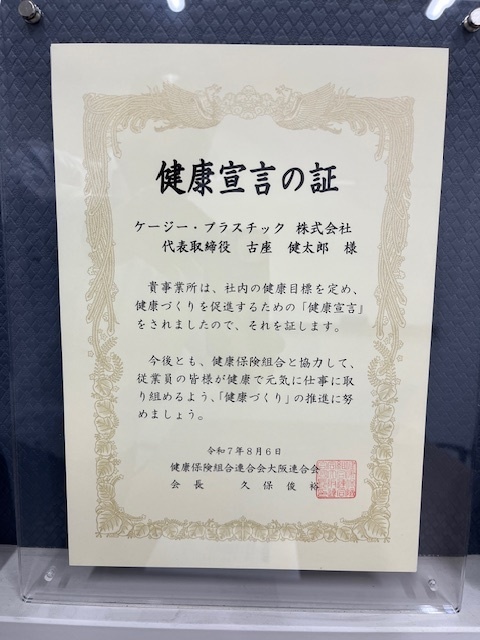 健康宣言の証
ケージー・プラスチック 株式会社
代表取締役 古座 健太郎 様
貴事業所は、社内の健康目標を定め、
健康づくりを促進するための「健康宣言」
をされましたので、それを証します。
今後とも、健康保険組合と協力して、
従業員の皆様が健康で元気に仕事に取
り組めるよう、「健康づくり」の推進に努
めましょう。
令和7年8月6日
健康保険組合連合会大阪連合会
会長 久保俊裕